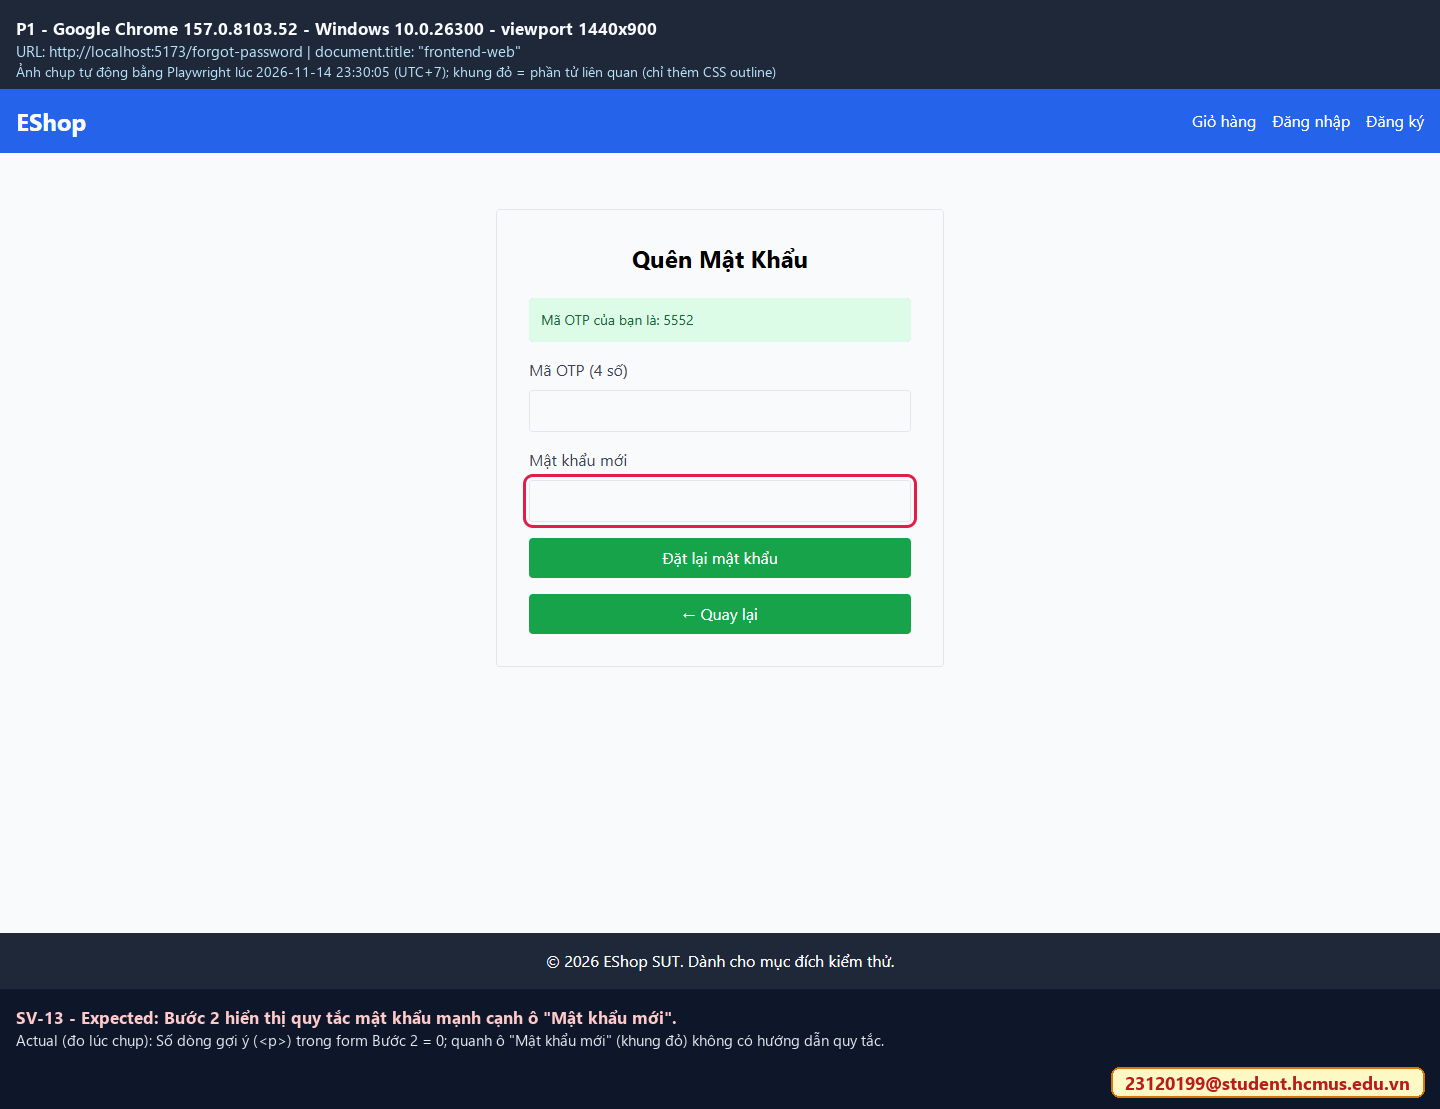 P1 - Google Chrome 157.0.8103.52 - Windows 10.0.26300 - viewport 1440x900
URL: http://localhost:5173/forgot-password | document.title: "frontend-web"
Ảnh chụp tự động bằng Playwright lúc 2026-11-14 23:30:05 (UTC+7); khung đỏ = phần tử liên quan (chỉ thêm CSS outline)
EShop
Giỏ hàng
Đăng nhập
Đăng ký
Quên Mật Khẩu
Mã OTP của bạn là: 5552
Mã OTP (4 số)
Mật khẩu mới
Đặt lại mật khẩu
← Quay lại
© 2026 EShop SUT. Dành cho mục đích kiểm thử.
SV-13 - Expected: Bước 2 hiển thị quy tắc mật khẩu mạnh cạnh ô "Mật khẩu mới".
Actual (đo lúc chụp): Số dòng gợi ý (<p>) trong form Bước 2 = 0; quanh ô "Mật khẩu mới" (khung đỏ) không có hướng dẫn quy tắc.
23120199@student.hcmus.edu.vn